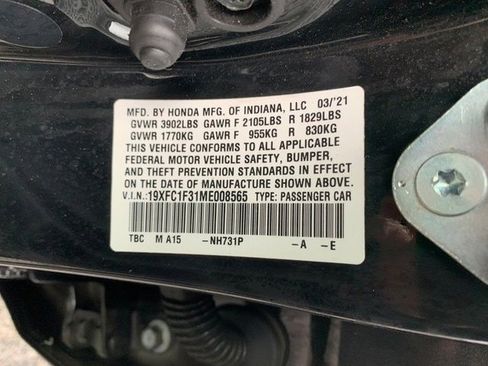 MFD. BY HONDA MFG. OF INDIANA, LLC 03/'21
GVWR 3902LBS GAWR F 2105LBS R 1829LBS
GVWR 1770KG GAWR F 955KG R 830KG
THIS VEHICLE CONFORMS TO ALL APPLICABLE
FEDERAL MOTOR VEHICLE SAFETY, BUMPER,
AND THEFT PREVENTION STANDARDS IN EFFECT
ON THE DATE OF MANUFACTURE SHOWN ABOVE.
V.I.N.:19XFC1F31ME008565 TYPE: PASSENGER CAR
TBC M A15 -NH731P -A -E